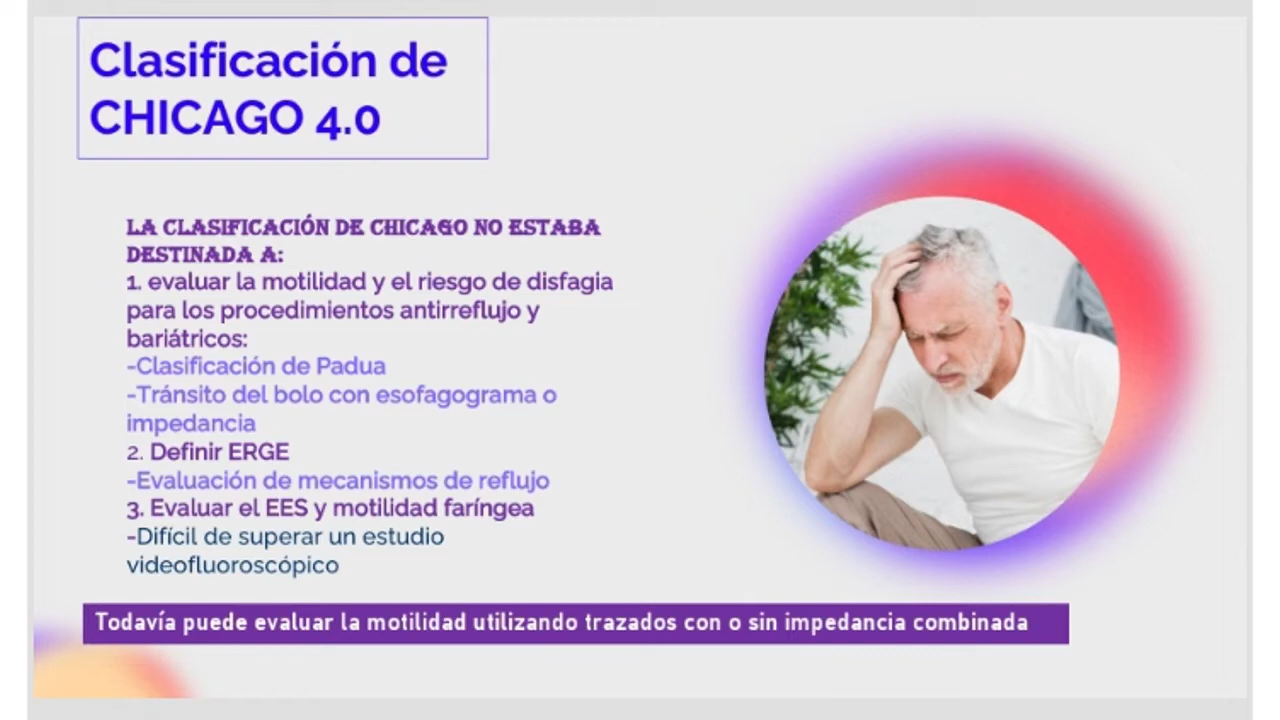 Clasificación de
CHICAGO 4.0
LA CLASIFICACIÓN DE CHICAGO NO ESTABA
DESTINADA A:
1. evaluar la motilidad y el riesgo de disfagia
para los procedimientos antirreflujo y
bariátricos:
-Clasificación de Padua
-Tránsito del bolo con esofagograma o
impedancia
2. Definir ERGE
-Evaluación de mecanismos de reflujo
3. Evaluar el EES y motilidad faríngea
-Difícil de superar un estudio
videofluoroscópico
Todavía puede evaluar la motilidad utilizando trazados con o sin impedancia combinada